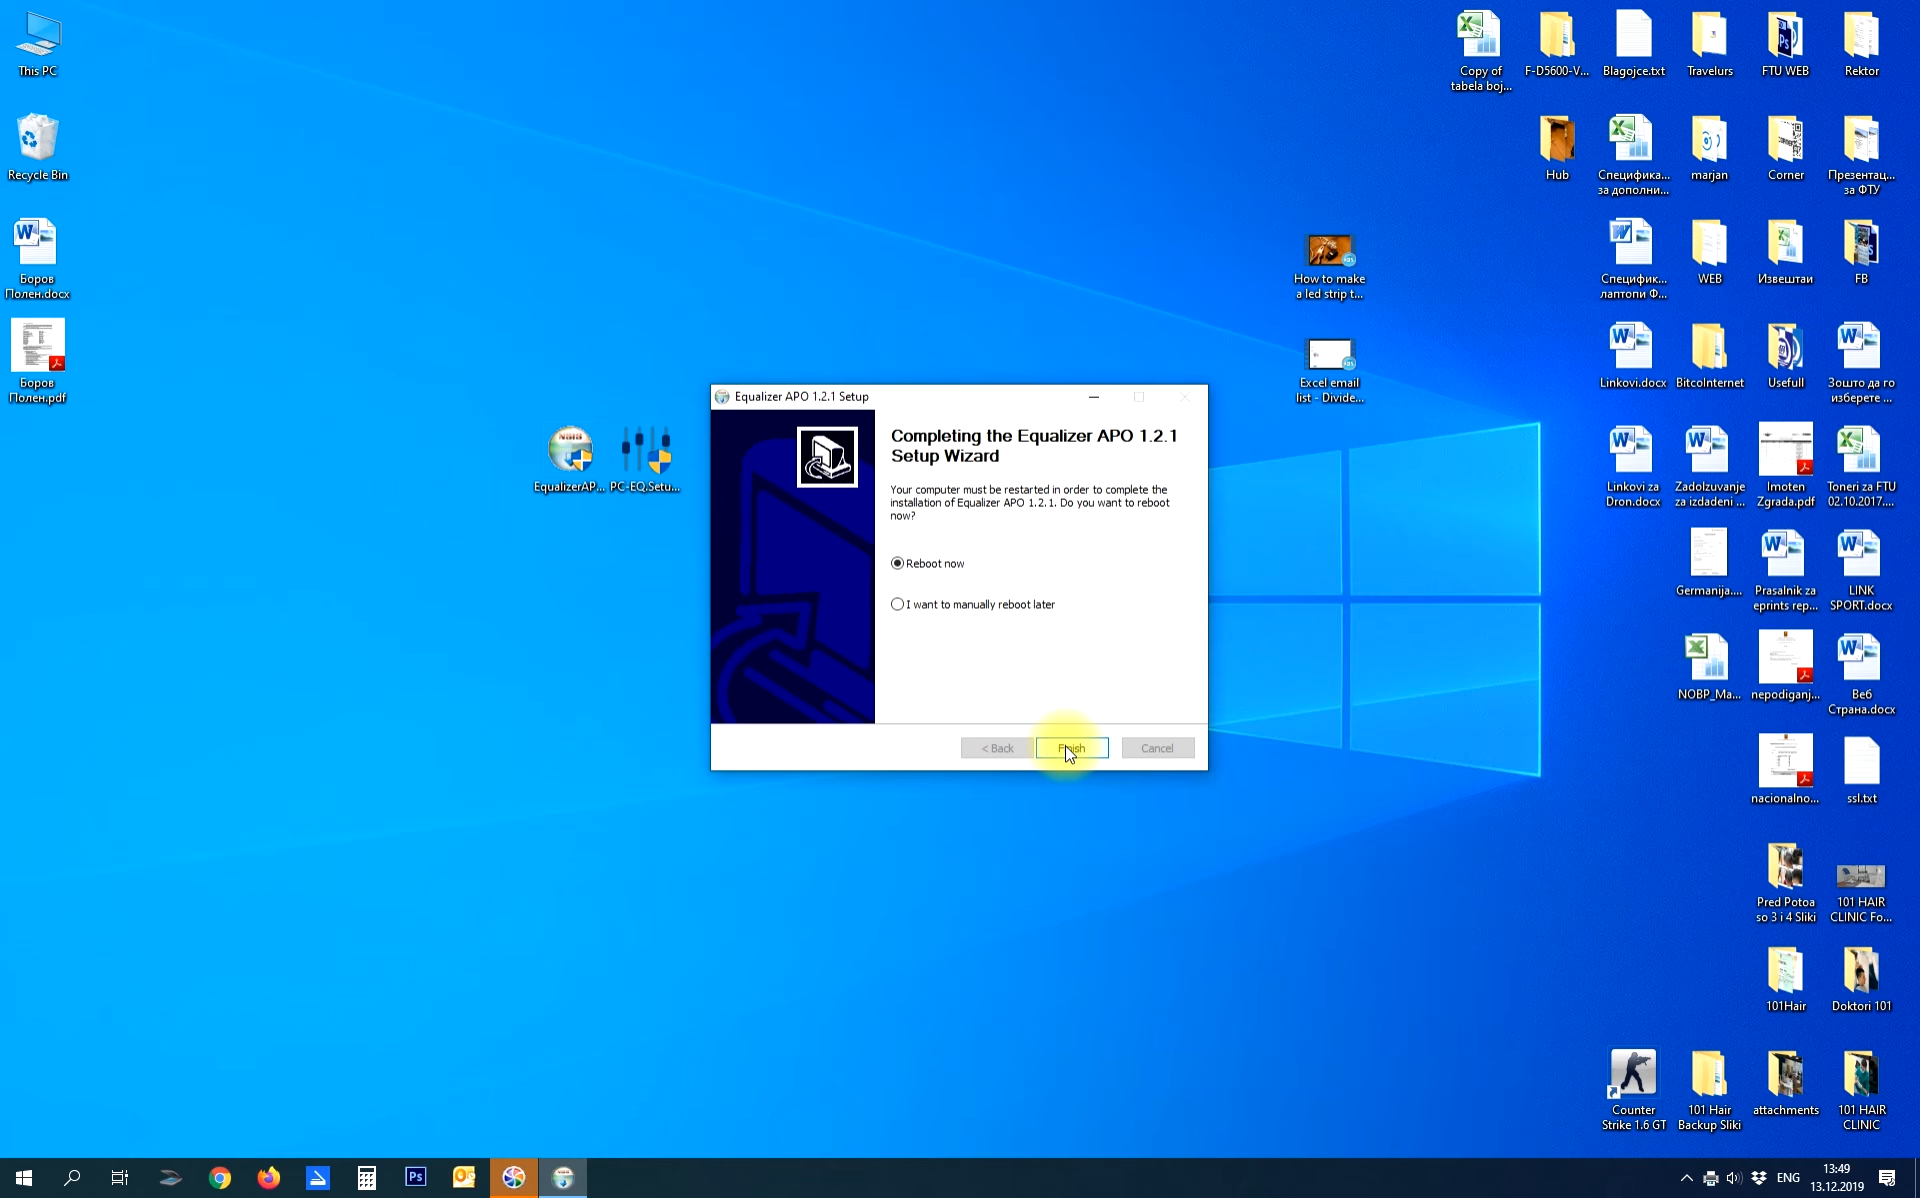 This PC
Recycle Bin
Боров
Полен.docx
Боров
Полен.pdf
EqualizerAP...
PC-EQ.Setu...
Equalizer APO 1.2.1 Setup
Completing the Equalizer APO 1.2.1
Setup Wizard
Your computer must be restarted in order to complete the
installation of Equalizer APO 1.2.1. Do you want to reboot
now?
Reboot now
I want to manually reboot later
< Back
Finish
Cancel
How to make
a led strip t...
Excel email
list - Divide...
Copy of
tabela boj...
F-D5600-V...
Blagojce.txt
Travelurs
FTU WEB
Rektor
Hub
Специфика...
за дополни...
marjan
Corner
Презентац...
за ФТУ
Специфик...
лаптопи Ф...
WEB
Извештаи
FB
Linkovi.docx
BitcoInternet
Usefull
Зошто да го
изберете ...
Linkovi za
Dron.docx
Zadolzuvanje
za izdadeni ...
Imoten
Zgrada.pdf
Toneri za FTU
02.10.2017....
Germanija....
Prasalnik za
eprints rep...
LINK
SPORT.docx
NOBP_Ma...
nepodiganj...
Веб
Страна.docx
nacionalno...
ssl.txt
Pred Potoa
so 3 i 4 Sliki
101 HAIR
CLINIC Fo...
101Hair
Doktori 101
Counter
Strike 1.6 GT
101 Hair
Backup Sliki
attachments
101 HAIR
CLINIC
Ps
ENG
13:49
13.12.2019